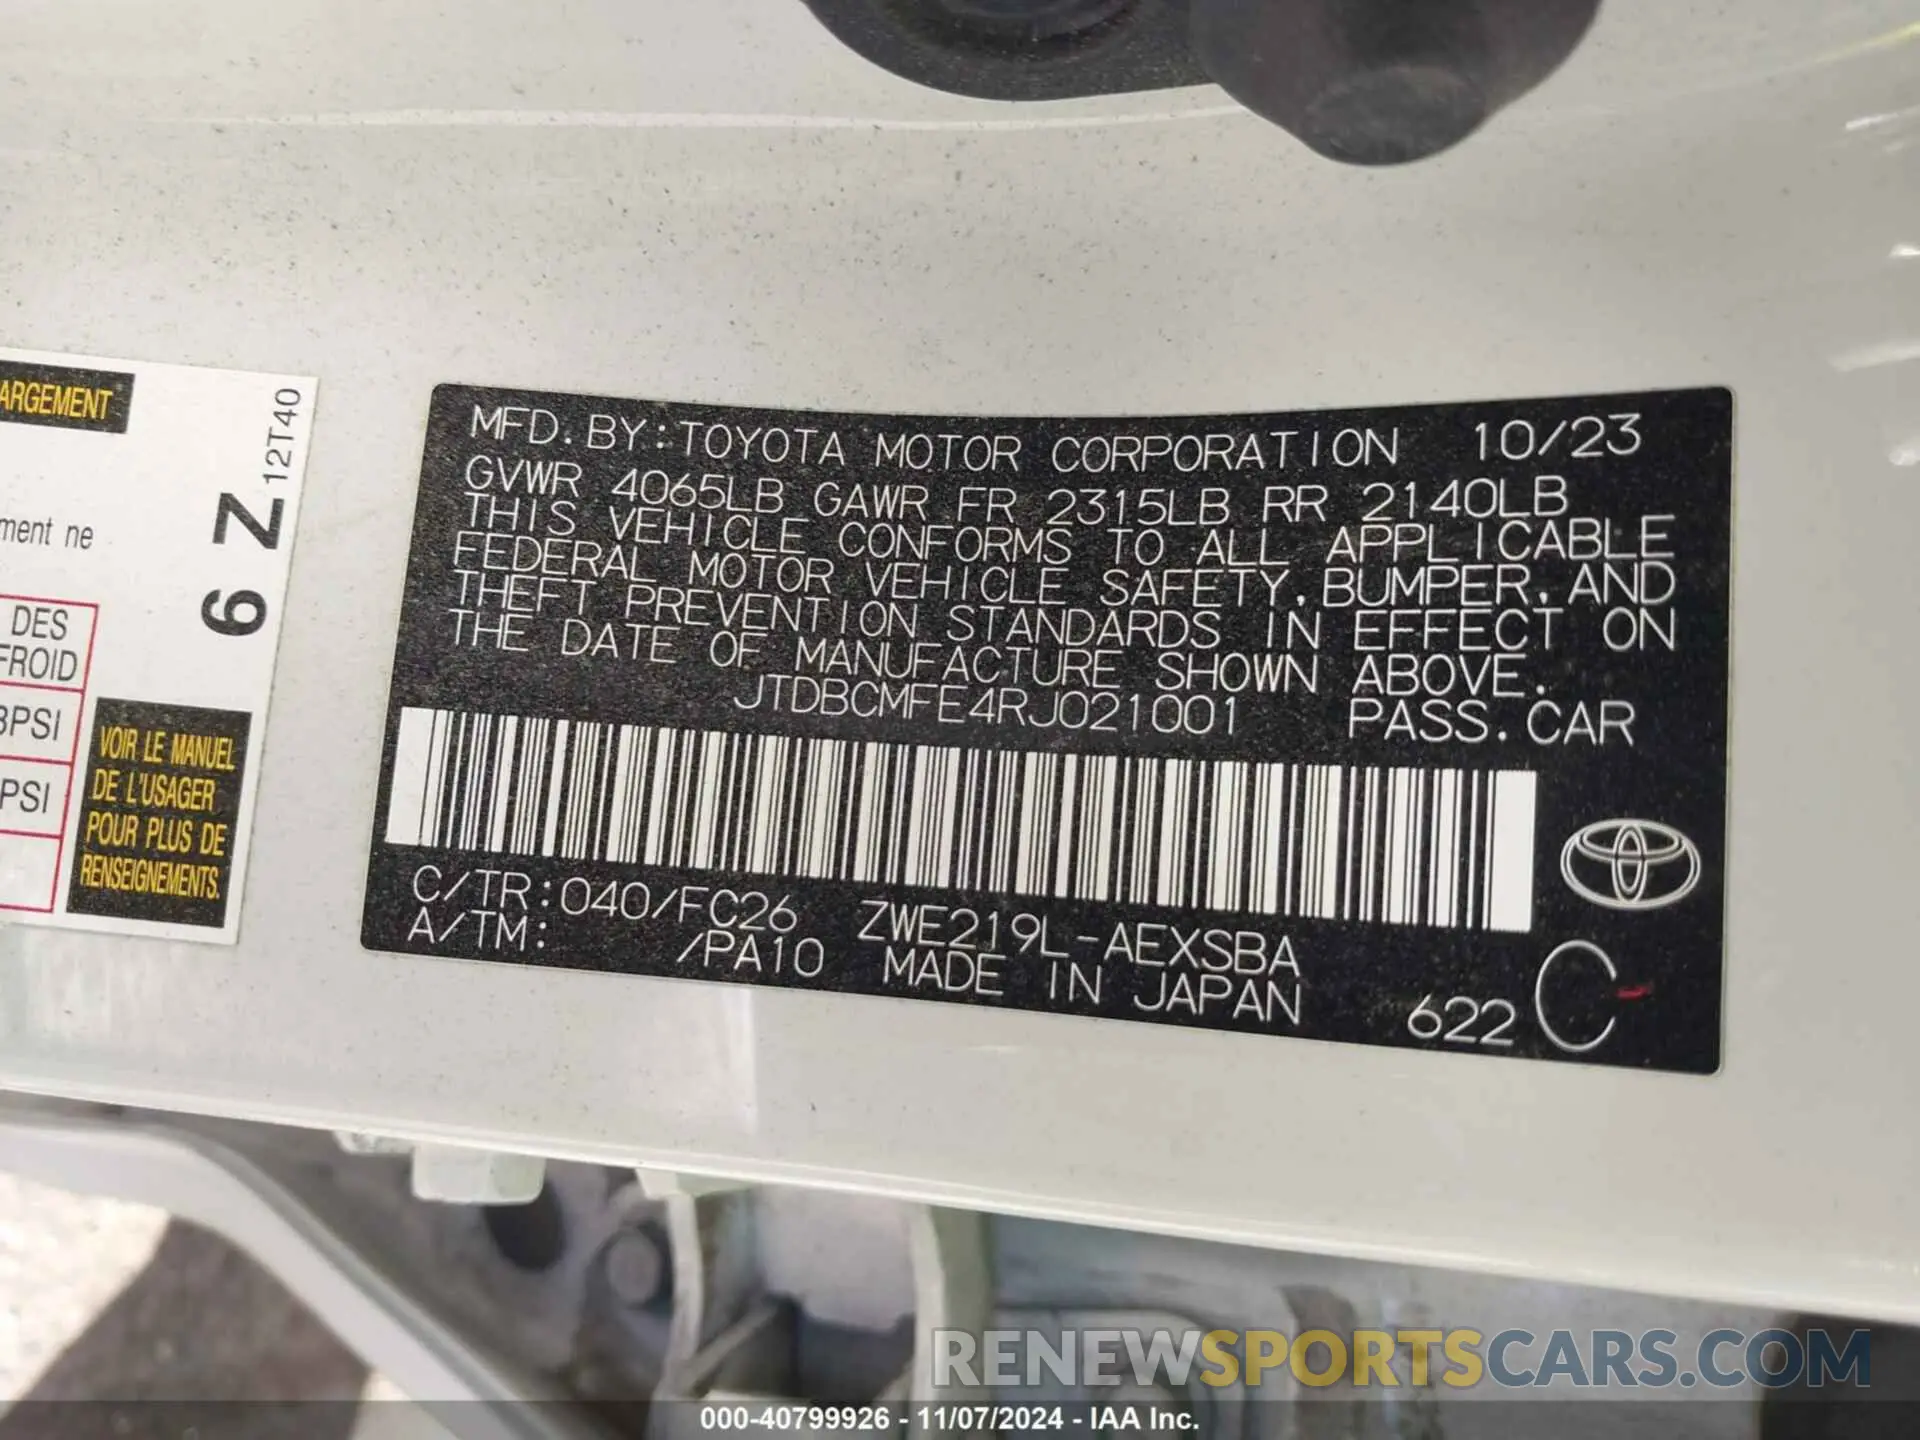 ARGEMENT
ment ne
DES
FROID
PSI
PSI
VOIR LE MANUEL
DE L'USAGER
POUR PLUS DE
RENSEIGNEMENTS.
6 Z 12T40
MFD.BY:TOYOTA MOTOR CORPORATION 10/23
GVWR 4065LB GAWR FR 2315LB RR 2140LB
THIS VEHICLE CONFORMS TO ALL APPLICABLE
FEDERAL MOTOR VEHICLE SAFETY, BUMPER, AND
THEFT PREVENTION STANDARDS IN EFFECT ON
THE DATE OF MANUFACTURE SHOWN ABOVE.
JTDBCMFE4RJ021001 PASS.CAR
C/TR:040/FC26 ZWE219L-AEXSBA
A/TM: /PA10 MADE IN JAPAN 622 C
RENEWSPORTSCARS.COM
000-40799926 - 11/07/2024 - IAA Inc.